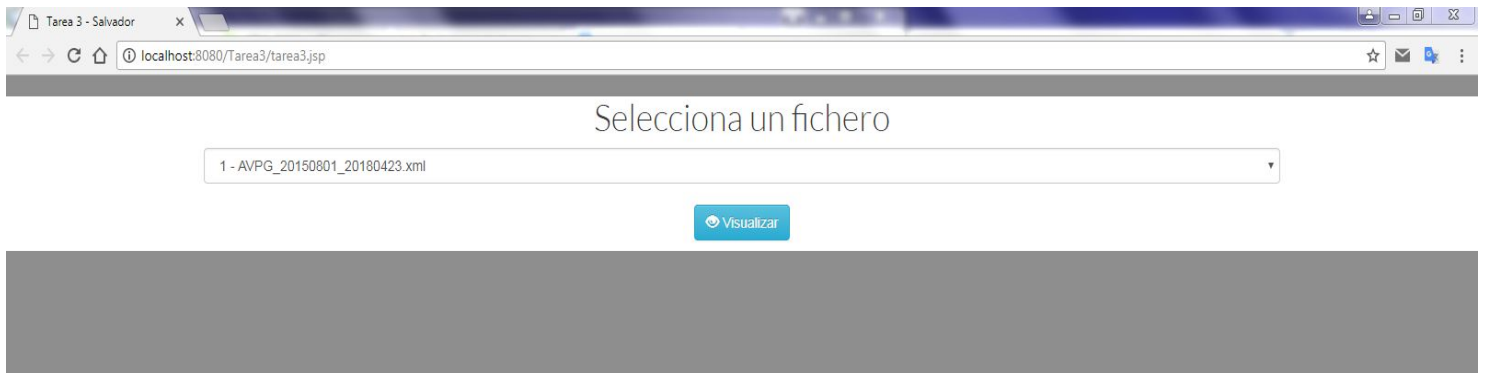 Tarea 3 - Salvador
localhost:8080/Tarea3/tarea3.jsp
Selecciona un fichero
1 - AVPG_20150801_20180423.xml
Visualizar